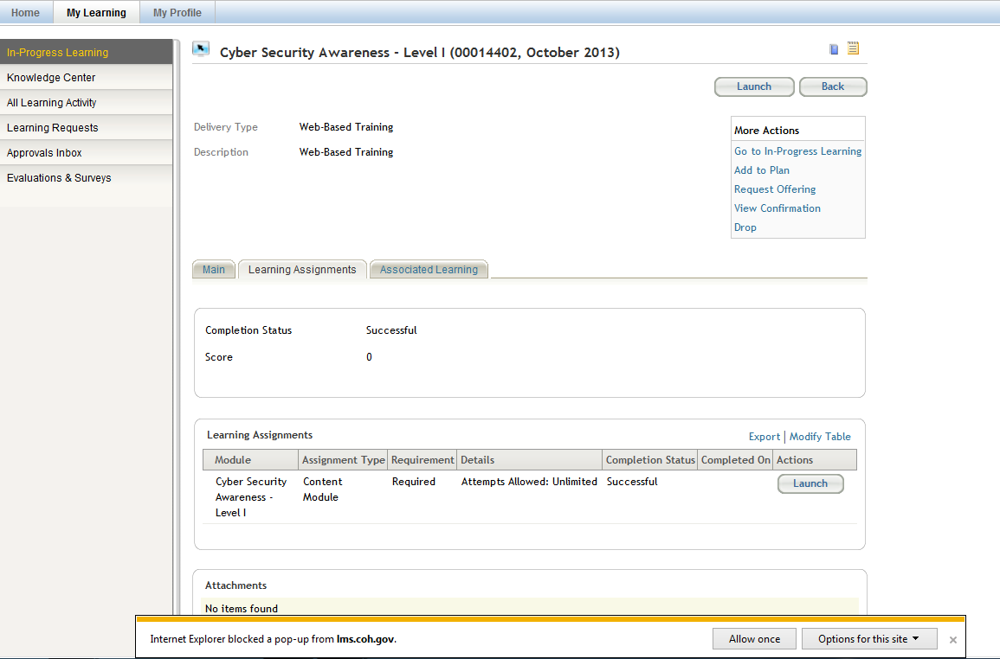 Home My Learning My Profile
In-Progress Learning
Knowledge Center
All Learning Activity
Learning Requests
Approvals Inbox
Evaluations & Surveys
Cyber Security Awareness - Level I (00014402, October 2013)
Launch Back
Delivery Type Web-Based Training
Description Web-Based Training
More Actions
Go to In-Progress Learning
Add to Plan
Request Offering
View Confirmation
Drop
Main Learning Assignments Associated Learning
Completion Status Successful
Score 0
Learning Assignments Export | Modify Table
Module Assignment Type Requirement Details Completion Status Completed On Actions
Cyber Security Content Required Attempts Allowed: Unlimited Successful Launch
Awareness - Module
Level I
Attachments
No items found
Internet Explorer blocked a pop-up from lms.coh.gov. Allow once Options for this site ×